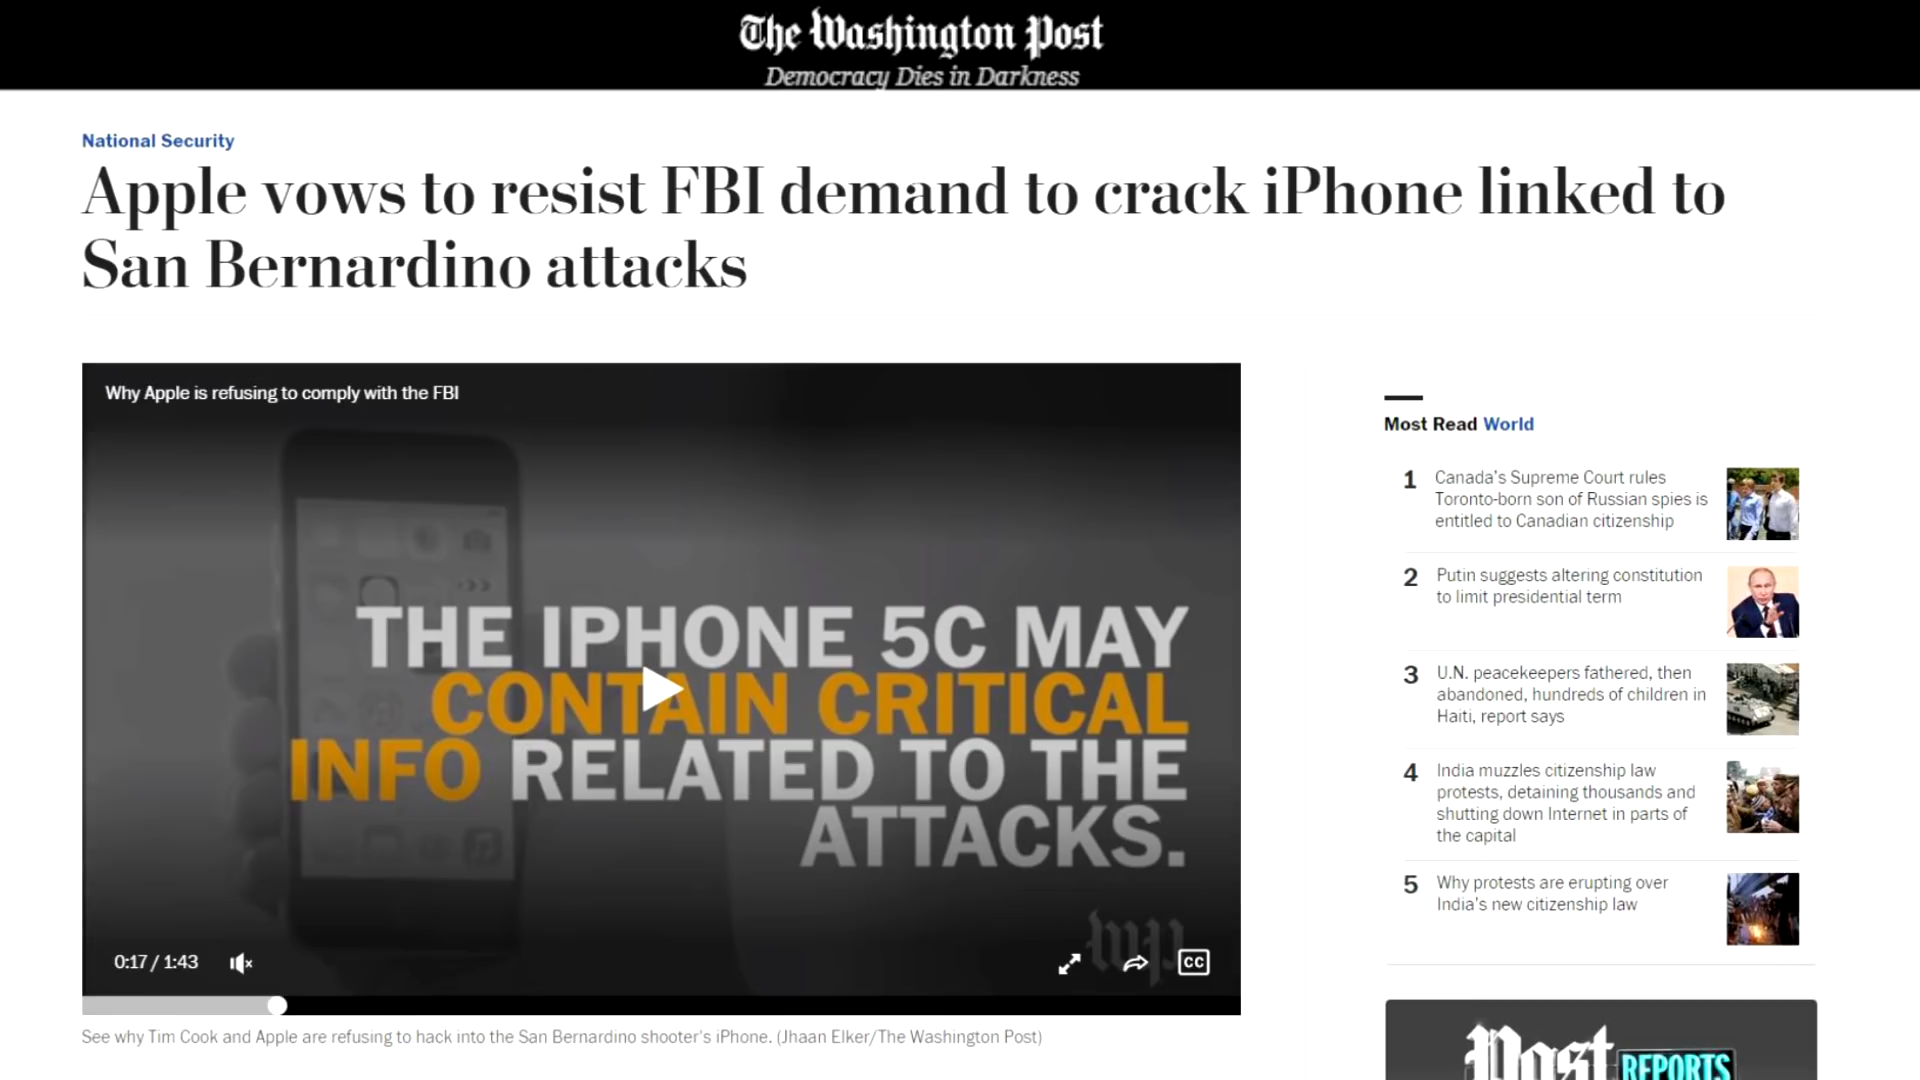 The Washington Post
Democracy Dies in Darkness
National Security
Apple vows to resist FBI demand to crack iPhone linked to
San Bernardino attacks
Why Apple is refusing to comply with the FBI
THE IPHONE 5C MAY
CONTAIN CRITICAL
INFO RELATED TO THE
ATTACKS.
wp
0:17 / 1:43
CC
See why Tim Cook and Apple are refusing to hack into the San Bernardino shooter's iPhone. (Jhaan Elker/The Washington Post)
Most Read World
1
Canada's Supreme Court rules
Toronto-born son of Russian spies is
entitled to Canadian citizenship
2
Putin suggests altering constitution
to limit presidential term
3
U.N. peacekeepers fathered, then
abandoned, hundreds of children in
Haiti, report says
4
India muzzles citizenship law
protests, detaining thousands and
shutting down Internet in parts of
the capital
5
Why protests are erupting over
India's new citizenship law
Post REPORTS